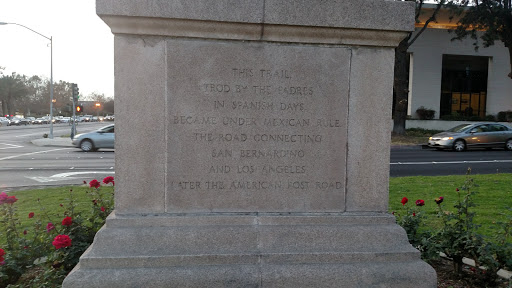 THIS TRAIL
TROD BY THE PADRES
IN SPANISH DAYS
BECAME UNDER MEXICAN RULE
THE ROAD CONNECTING
SAN BERNARDINO
AND LOS ANGELES
LATER THE AMERICAN POST ROAD